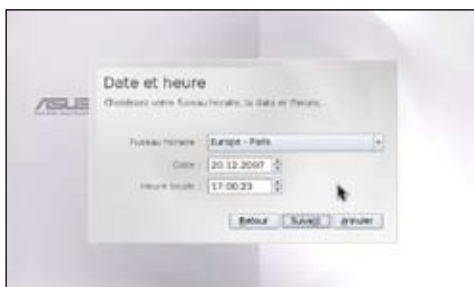 ASUS
Date et heure
Choisissez votre fuseau horaire, la date et l'heure.
Fuseau horaire : Europe - Paris
Date : 20.12.2007
Heure locale : 17:00:23
Retour Suivant Annuler